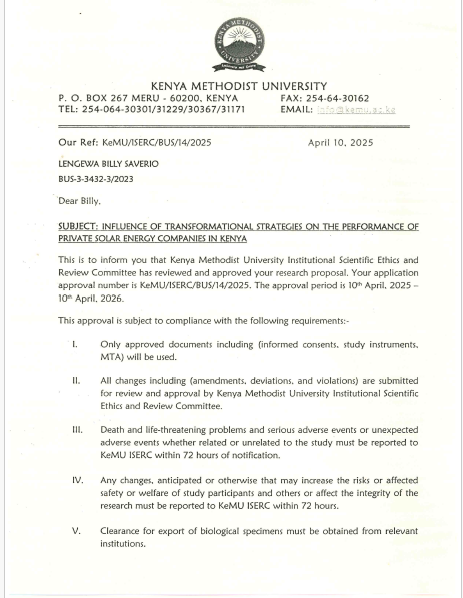 KENYA METHODIST UNIVERSITY
KENYA METHODIST UNIVERSITY
P. O. BOX 267 MERU - 60200, KENYA FAX: 254-64-30162
TEL: 254-064-30301/31229/30367/31171 EMAIL: info@kemu.ac.ke
Our Ref: KeMU/ISERC/BUS/14/2025 April 10, 2025
LENGEWA BILLY SAVERIO
BUS-3-3432-3/2023
Dear Billy,
SUBJECT: INFLUENCE OF TRANSFORMATIONAL STRATEGIES ON THE PERFORMANCE OF
PRIVATE SOLAR ENERGY COMPANIES IN KENYA
This is to inform you that Kenya Methodist University Institutional Scientific Ethics and
Review Committee has reviewed and approved your research proposal. Your application
approval number is KeMU/ISERC/BUS/14/2025. The approval period is 10th April, 2025 –
10th April, 2026.
This approval is subject to compliance with the following requirements:-
I. Only approved documents including (informed consents, study instruments,
MTA) will be used.
II. All changes including (amendments, deviations, and violations) are submitted
for review and approval by Kenya Methodist University Institutional Scientific
Ethics and Review Committee.
III. Death and life-threatening problems and serious adverse events or unexpected
adverse events whether related or unrelated to the study must be reported to
KeMU ISERC within 72 hours of notification.
IV. Any changes, anticipated or otherwise that may increase the risks or affected
safety or welfare of study participants and others or affect the integrity of the
research must be reported to KeMU ISERC within 72 hours.
V. Clearance for export of biological specimens must be obtained from relevant
institutions.